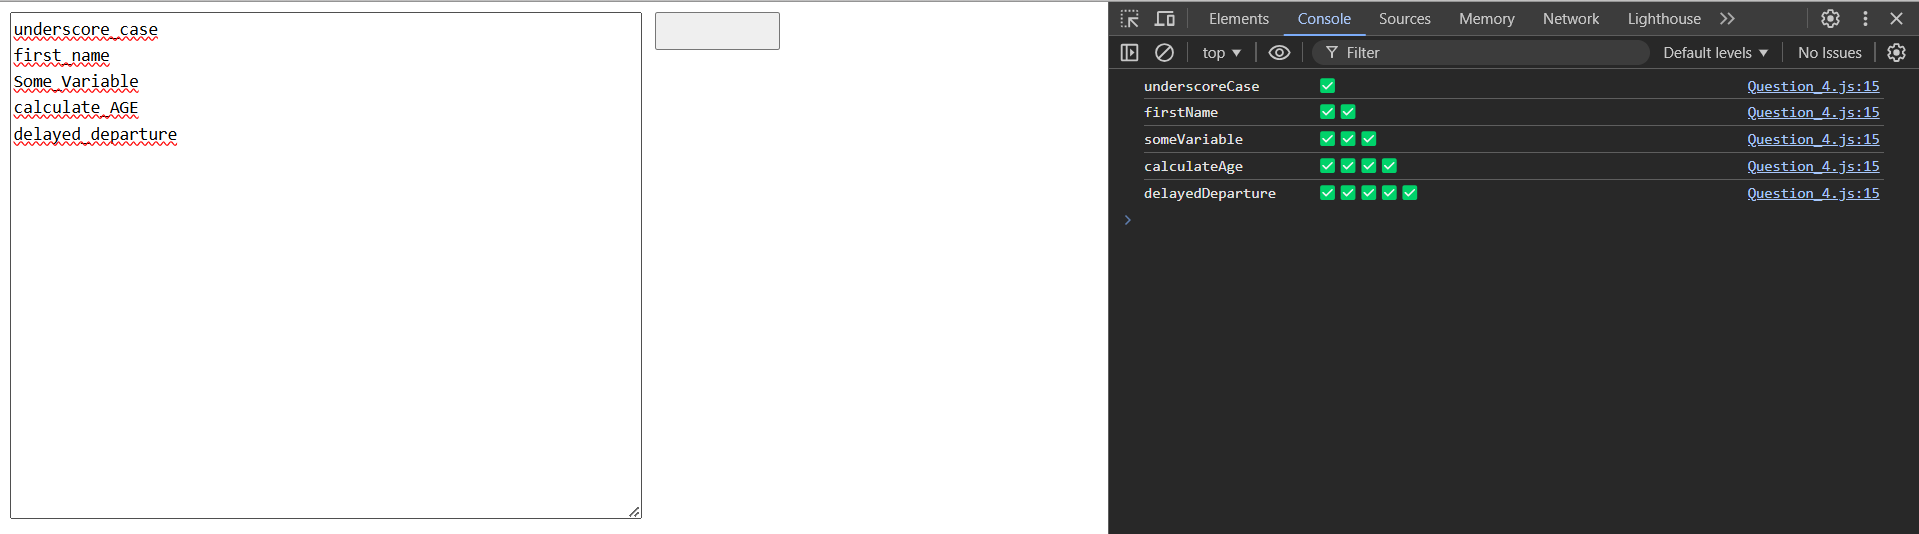 underscore_case
first_name
Some_Variable
calculate_AGE
delayed_departure
Elements Console Sources Memory Network Lighthouse
top Filter Default levels No Issues
underscoreCase ✅ Question_4.js:15
firstName ✅✅ Question_4.js:15
someVariable ✅✅✅ Question_4.js:15
calculateAge ✅✅✅✅ Question_4.js:15
delayedDeparture ✅✅✅✅✅ Question_4.js:15